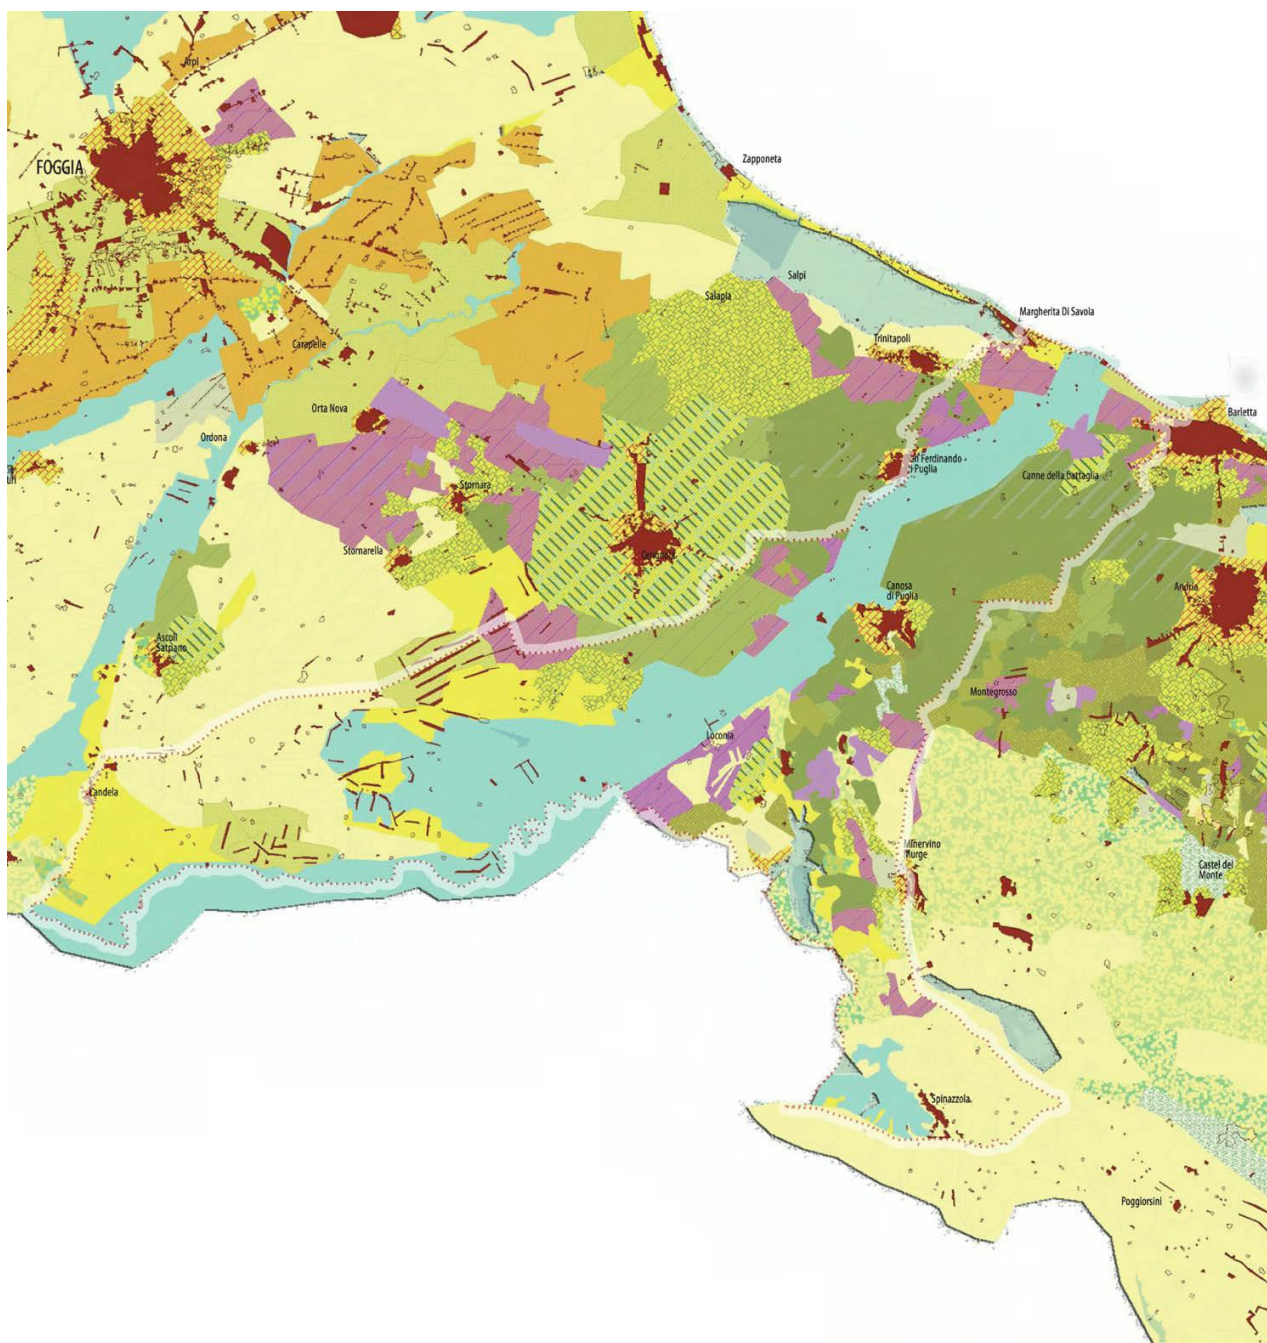 Arpi
FOGGIA
Zapponeta
Salpi
Salapia
Margherita Di Savoia
Trinitapoli
Carapelle
Orta Nova
Barletta
Ordona
S. Ferdinando
di Puglia
Canne della Battaglia
Stornara
Stornarella
Cerignola
Canosa
di Puglia
Andria
Ascoli
Satriano
Montegrosso
Loconia
Candela
Minervino
Murge
Castel del
Monte
Spinazzola
Poggiorsini